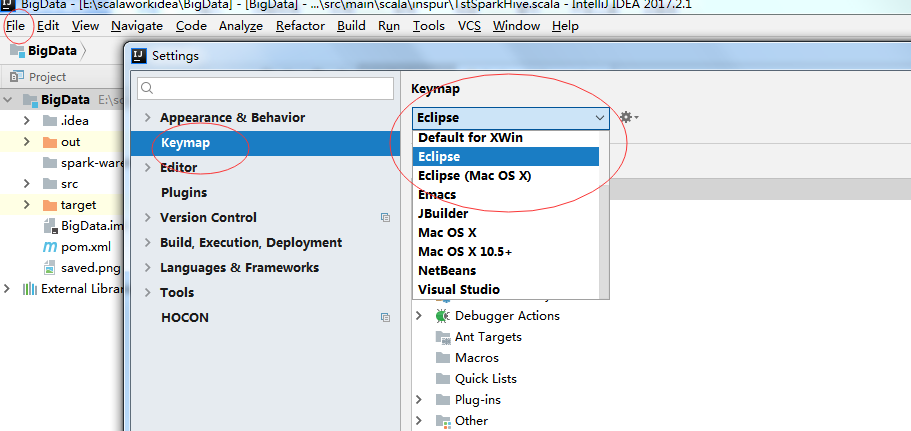 BigData - [E:\scalaworkidea\BigData] - [BigData] - ...\src\main\scala\inspur\TstSparkHive.scala - IntelliJ IDEA 2017.2.1
File Edit View Navigate Code Analyze Refactor Build Run Tools VCS Window Help
BigData
Settings
Project
BigData E:\sc
.idea
out
spark-ware
src
target
BigData.im
pom.xml
saved.png
External Librar
Appearance & Behavior
Keymap
Editor
Plugins
Version Control
Build, Execution, Deployment
Languages & Frameworks
Tools
HOCON
Keymap
Eclipse
Default for XWin
Eclipse
Eclipse (Mac OS X)
Emacs
JBuilder
Mac OS X
Mac OS X 10.5+
NetBeans
Visual Studio
Debugger Actions
Ant Targets
Macros
Quick Lists
Plug-ins
Other